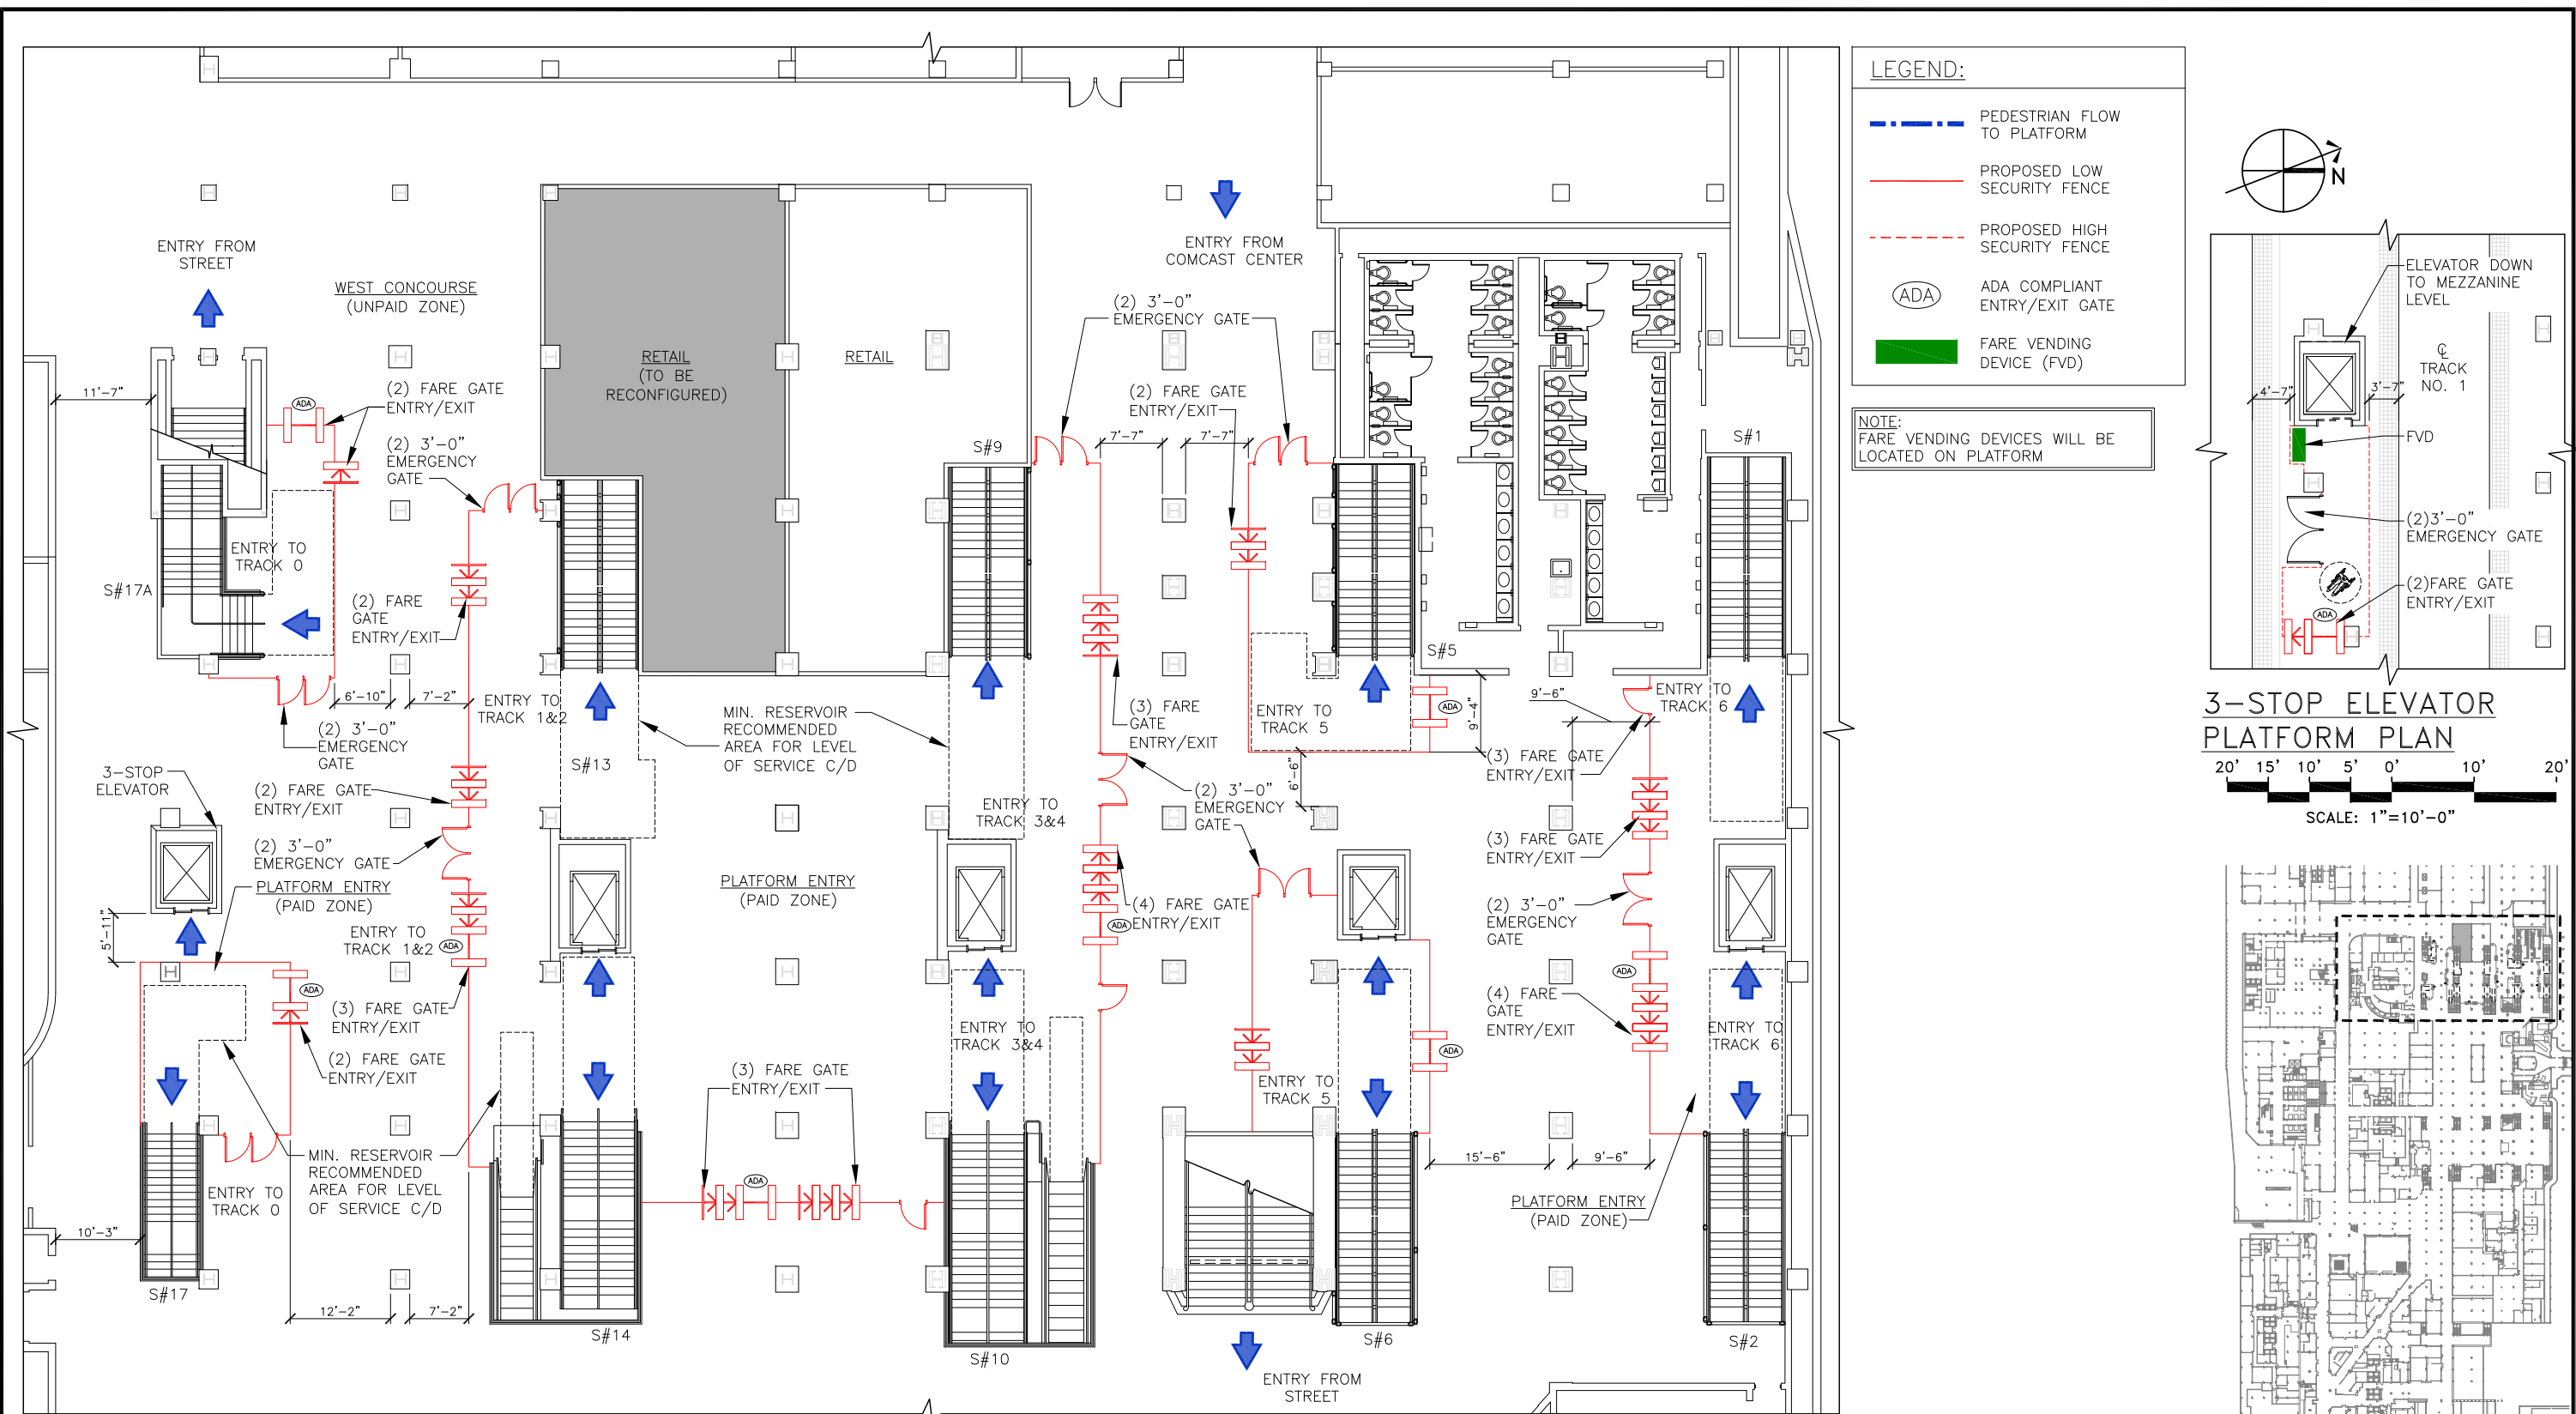 LEGEND:
PEDESTRIAN FLOW
TO PLATFORM
PROPOSED LOW
SECURITY FENCE
PROPOSED HIGH
SECURITY FENCE
ADA
ADA COMPLIANT
ENTRY/EXIT GATE
FARE VENDING
DEVICE (FVD)
NOTE:
FARE VENDING DEVICES WILL BE
LOCATED ON PLATFORM
N
ELEVATOR DOWN
TO MEZZANINE
LEVEL
℄
TRACK
NO. 1
4'-7"
3'-7"
FVD
(2)3'-0"
EMERGENCY GATE
(2)FARE GATE
ENTRY/EXIT
ADA
3-STOP ELEVATOR
PLATFORM PLAN
20' 15' 10' 5' 0' 10' 20'
SCALE: 1"=10'-0"
ENTRY FROM
STREET
WEST CONCOURSE
(UNPAID ZONE)
11'-7"
ADA
(2) FARE GATE
ENTRY/EXIT
(2) 3'-0"
EMERGENCY
GATE
ENTRY TO
TRACK 0
S#17A
(2) FARE
GATE
ENTRY/EXIT
6'-10"
7'-2"
ENTRY TO
TRACK 1&2
(2) 3'-0"
EMERGENCY
GATE
3-STOP
ELEVATOR
(2) FARE GATE
ENTRY/EXIT
(2) 3'-0"
EMERGENCY GATE
PLATFORM ENTRY
(PAID ZONE)
5'-11"
ENTRY TO
TRACK 1&2
ADA
ADA
(3) FARE GATE
ENTRY/EXIT
(2) FARE GATE
ENTRY/EXIT
MIN. RESERVOIR
RECOMMENDED
AREA FOR LEVEL
OF SERVICE C/D
ENTRY TO
TRACK 0
10'-3"
S#17
12'-2"
7'-2"
RETAIL
(TO BE
RECONFIGURED)
RETAIL
S#9
S#13
MIN. RESERVOIR
RECOMMENDED
AREA FOR LEVEL
OF SERVICE C/D
ENTRY TO
TRACK 3&4
PLATFORM ENTRY
(PAID ZONE)
ENTRY TO
TRACK 3&4
(3) FARE GATE
ENTRY/EXIT
ADA
S#14
S#10
ENTRY FROM
COMCAST CENTER
(2) 3'-0"
EMERGENCY GATE
(2) FARE GATE
ENTRY/EXIT
7'-7"
7'-7"
(3) FARE
GATE
ENTRY/EXIT
ENTRY TO
TRACK 5
S#5
ADA
9'-4"
6'-6"
(2) 3'-0"
EMERGENCY
GATE
(4) FARE GATE
ENTRY/EXIT
ADA
ENTRY TO
TRACK 5
ADA
S#6
ENTRY FROM
STREET
S#1
9'-6"
ENTRY TO
TRACK 6
(3) FARE GATE
ENTRY/EXIT
(3) FARE GATE
ENTRY/EXIT
(2) 3'-0"
EMERGENCY
GATE
ADA
(4) FARE
GATE
ENTRY/EXIT
ENTRY TO
TRACK 6
15'-6"
9'-6"
PLATFORM ENTRY
(PAID ZONE)
S#2